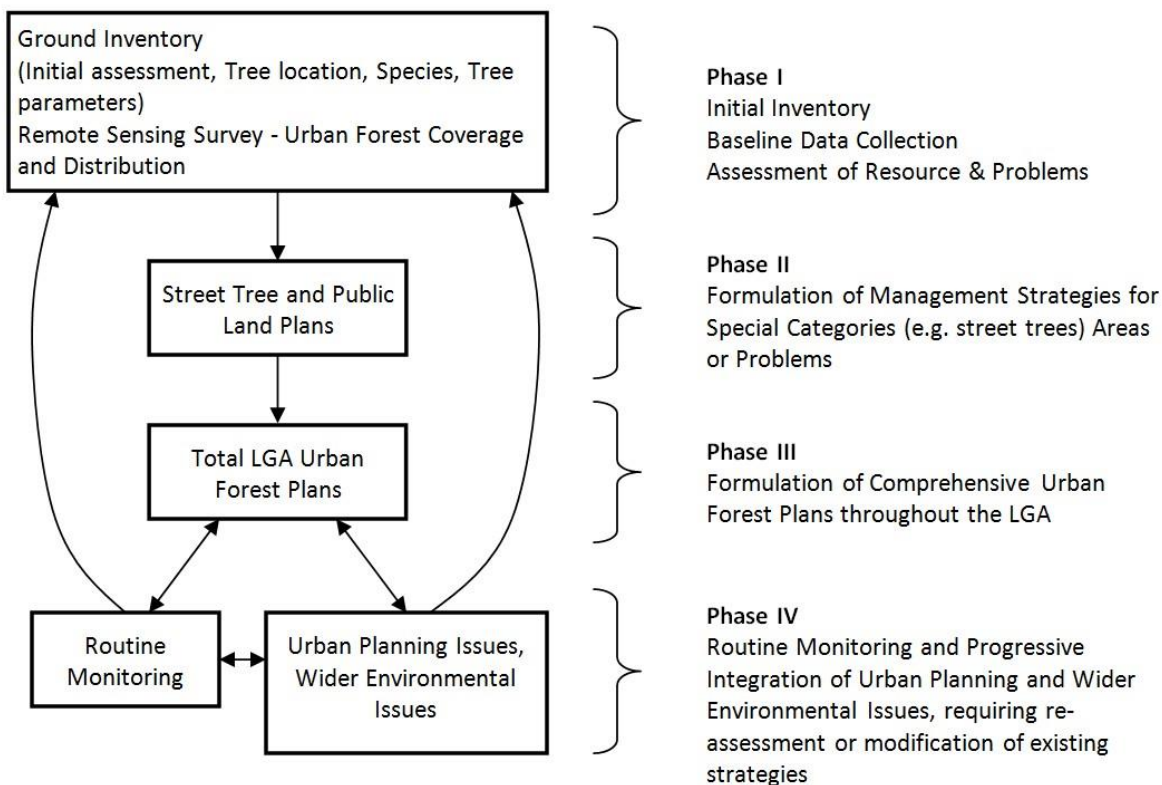 Ground Inventory
(Initial assessment, Tree location, Species, Tree
parameters)
Remote Sensing Survey - Urban Forest Coverage
and Distribution
Phase I
Initial Inventory
Baseline Data Collection
Assessment of Resource & Problems
Street Tree and Public
Land Plans
Phase II
Formulation of Management Strategies for
Special Categories (e.g. street trees) Areas
or Problems
Total LGA Urban
Forest Plans
Phase III
Formulation of Comprehensive Urban
Forest Plans throughout the LGA
Routine
Monitoring
Urban Planning Issues,
Wider Environmental
Issues
Phase IV
Routine Monitoring and Progressive
Integration of Urban Planning and Wider
Environmental Issues, requiring re-
assessment or modification of existing
strategies